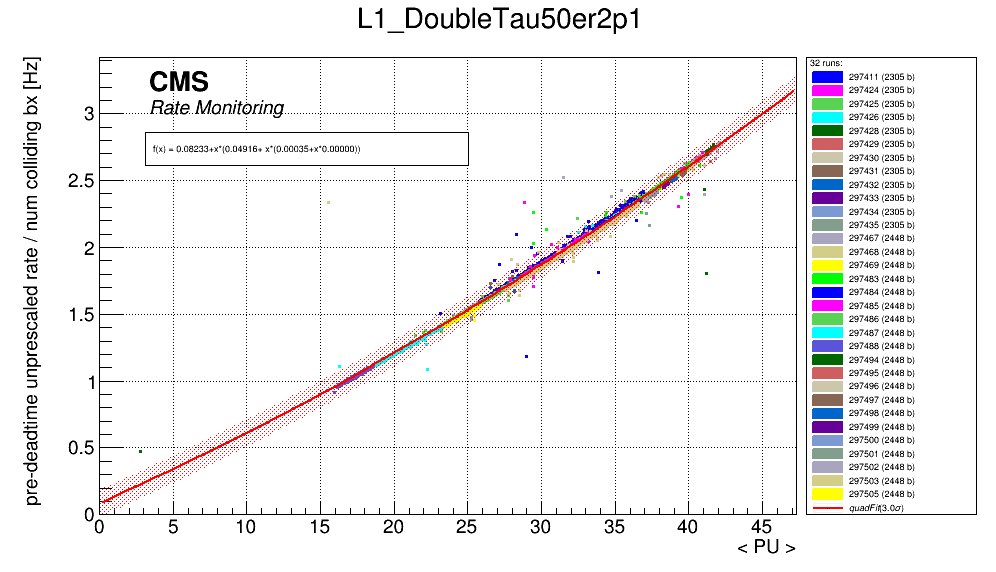 L1_DoubleTau50er2p1
pre-deadtime unprescaled rate / num colliding bx [Hz]
CMS
Rate Monitoring
f(x) = 0.08233+x*(0.04916+ x*(0.00035+x*0.00000))
3
2.5
2
1.5
1
0.5
0
0 5 10 15 20 25 30 35 40 45
< PU >
32 runs:
297411 (2305 b)
297424 (2305 b)
297425 (2305 b)
297426 (2305 b)
297428 (2305 b)
297429 (2305 b)
297430 (2305 b)
297431 (2305 b)
297432 (2305 b)
297433 (2305 b)
297434 (2305 b)
297435 (2305 b)
297467 (2448 b)
297468 (2448 b)
297469 (2448 b)
297483 (2448 b)
297484 (2448 b)
297485 (2448 b)
297486 (2448 b)
297487 (2448 b)
297488 (2448 b)
297494 (2448 b)
297495 (2448 b)
297496 (2448 b)
297497 (2448 b)
297498 (2448 b)
297499 (2448 b)
297500 (2448 b)
297501 (2448 b)
297502 (2448 b)
297503 (2448 b)
297505 (2448 b)
quadFit(3.0σ)